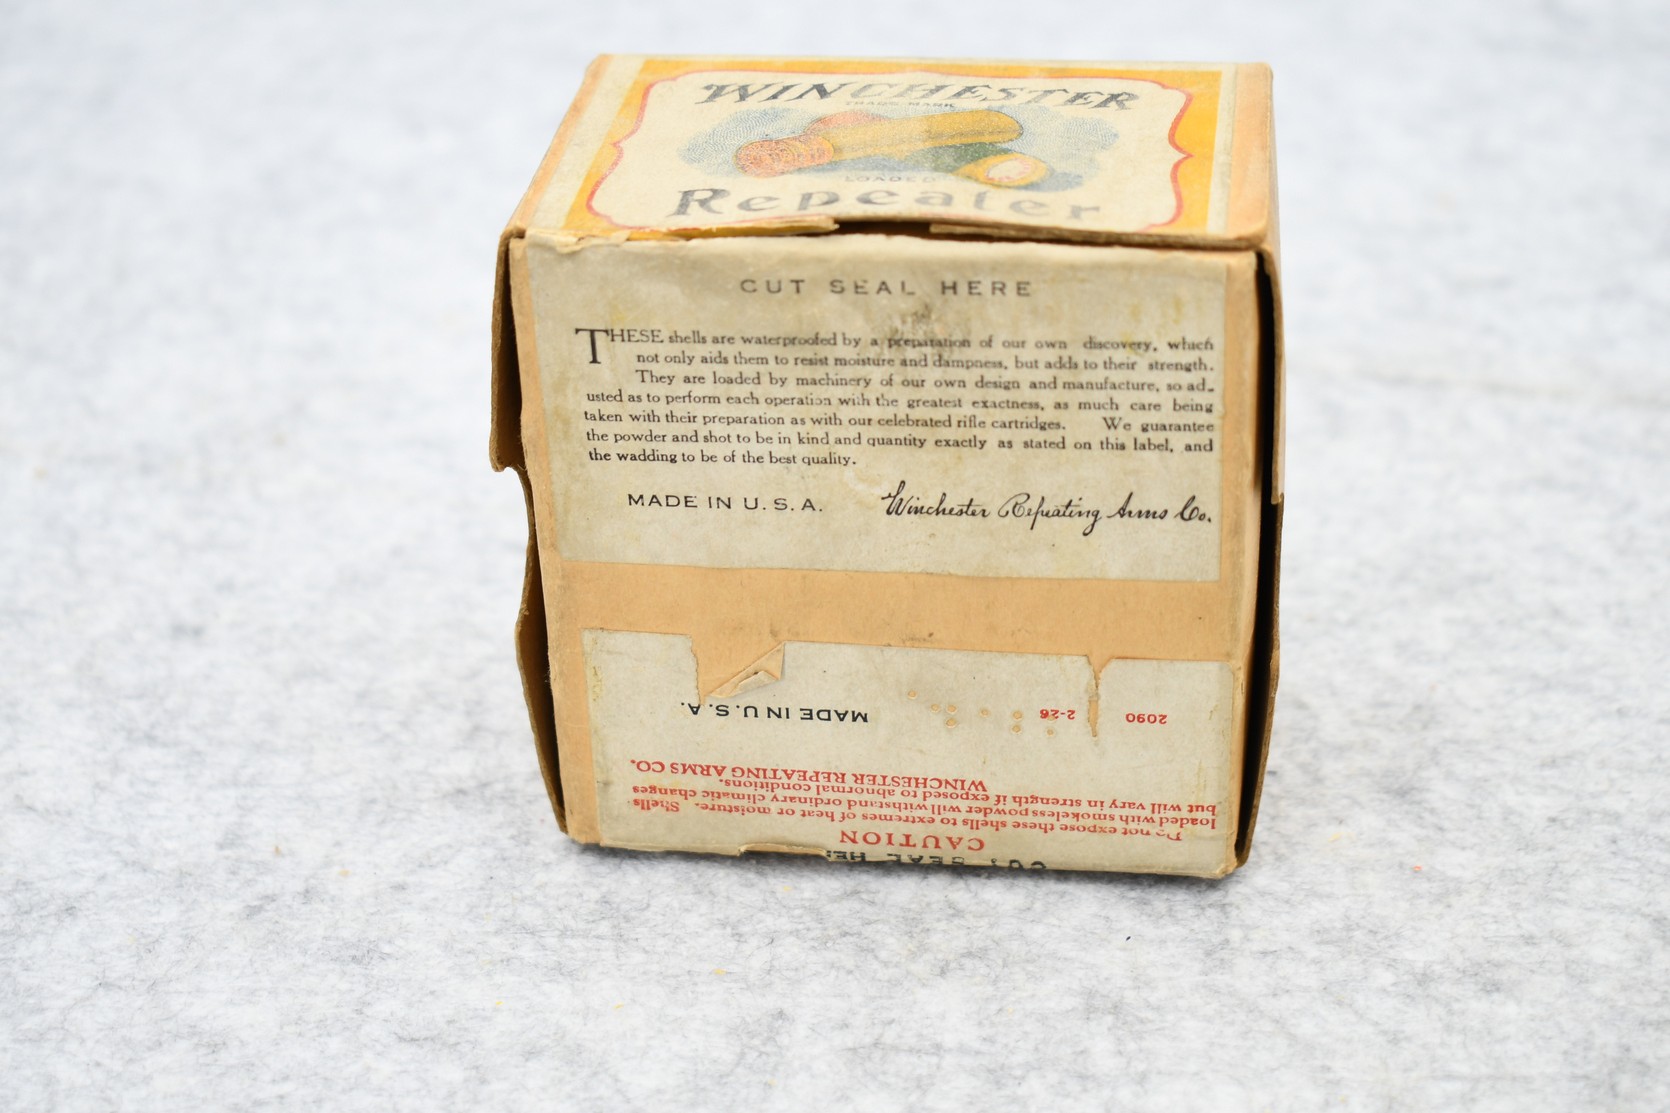 WINCHESTER
TRADE MARK
LOADED
Repeater
CUT SEAL HERE
THESE shells are waterproofed by a preparation of our own discovery, which
not only aids them to resist moisture and dampness, but adds to their strength.
They are loaded by machinery of our own design and manufacture, so ad-
usted as to perform each operation with the greatest exactness, as much care being
taken with their preparation as with our celebrated rifle cartridges. We guarantee
the powder and shot to be in kind and quantity exactly as stated on this label, and
the wadding to be of the best quality.
MADE IN U. S. A. Winchester Repeating Arms Co.
CUT SEAL HE
CAUTION
Do not expose these shells to extremes of heat or moisture. Shells
loaded with smokeless powder will withstand ordinary climatic changes
but will vary in strength if exposed to abnormal conditions.
WINCHESTER REPEATING ARMS CO.
2090 2-26 MADE IN U.S.A.